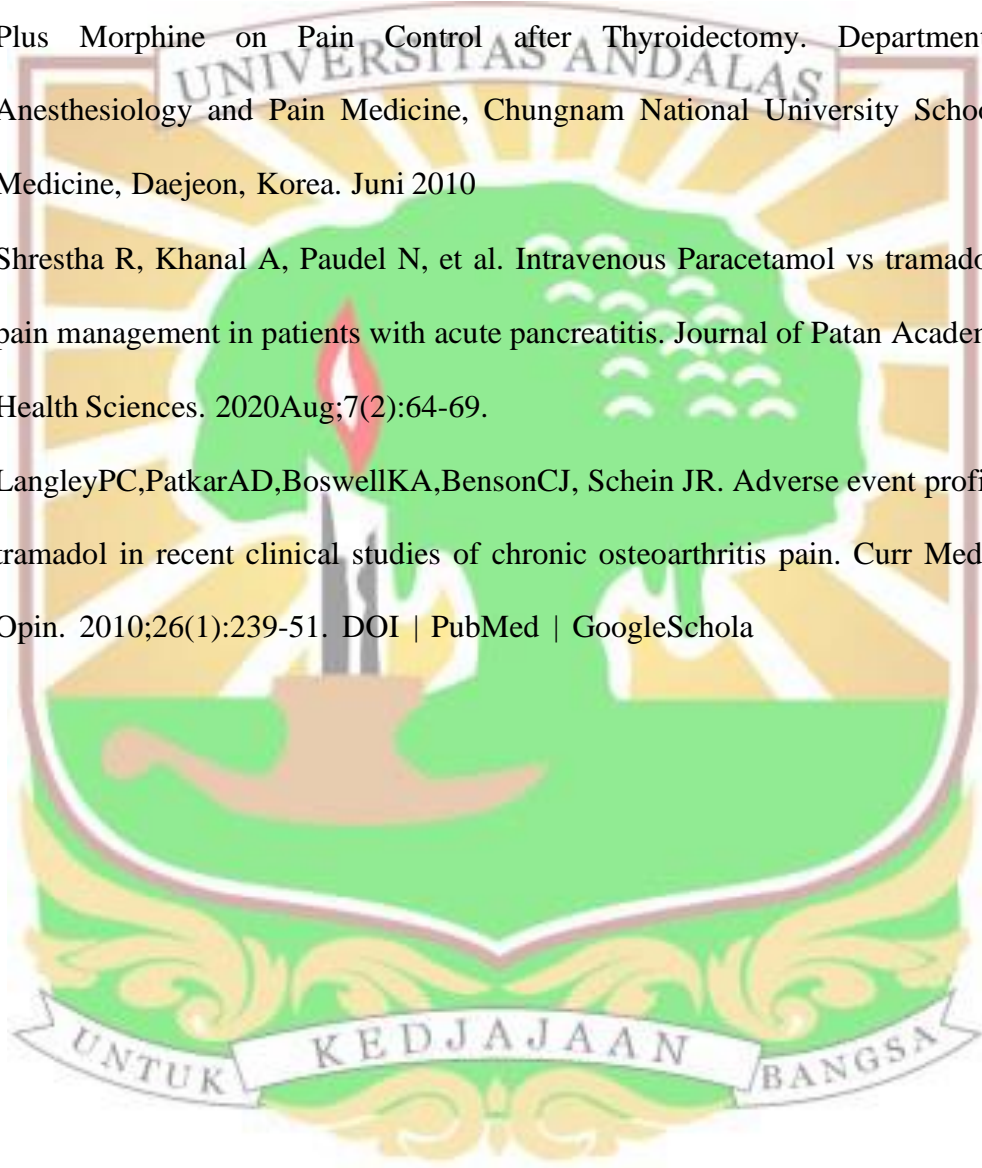 Plus Morphine on Pain Control after Thyroidectomy. Department
UNIVERSITAS ANDALAS
Anesthesiology and Pain Medicine, Chungnam National University Schoo
Medicine, Daejeon, Korea. Juni 2010
Shrestha R, Khanal A, Paudel N, et al. Intravenous Paracetamol vs tramado
pain management in patients with acute pancreatitis. Journal of Patan Academ
Health Sciences. 2020Aug;7(2):64-69.
LangleyPC,PatkarAD,BoswellKA,BensonCJ, Schein JR. Adverse event profi
tramadol in recent clinical studies of chronic osteoarthritis pain. Curr Med
Opin. 2010;26(1):239-51. DOI | PubMed | GoogleSchola
UNTUK KEDJAJAAN BANGSA